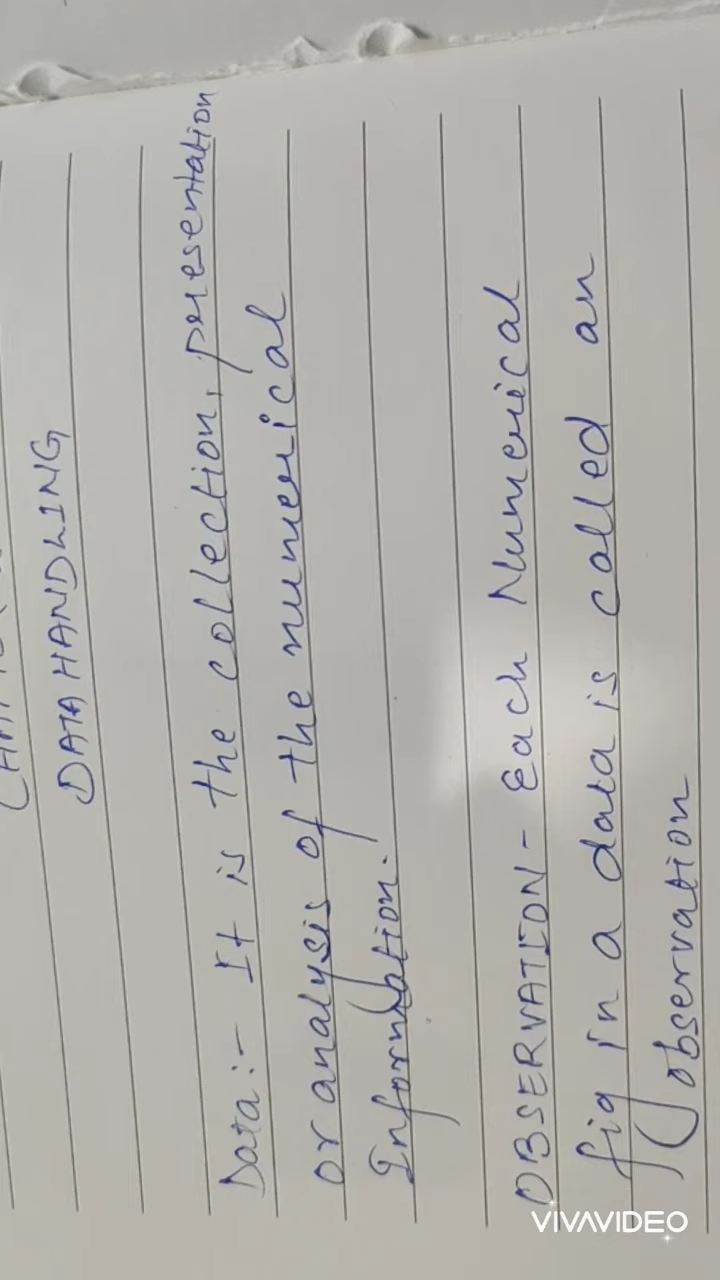 DATA HANDLING
Data:- It is the collection, presentation
or analysis of the numerical
Information.
OBSERVATION- Each Numerical
fig in a data is called an
observation
VIVAVIDEO